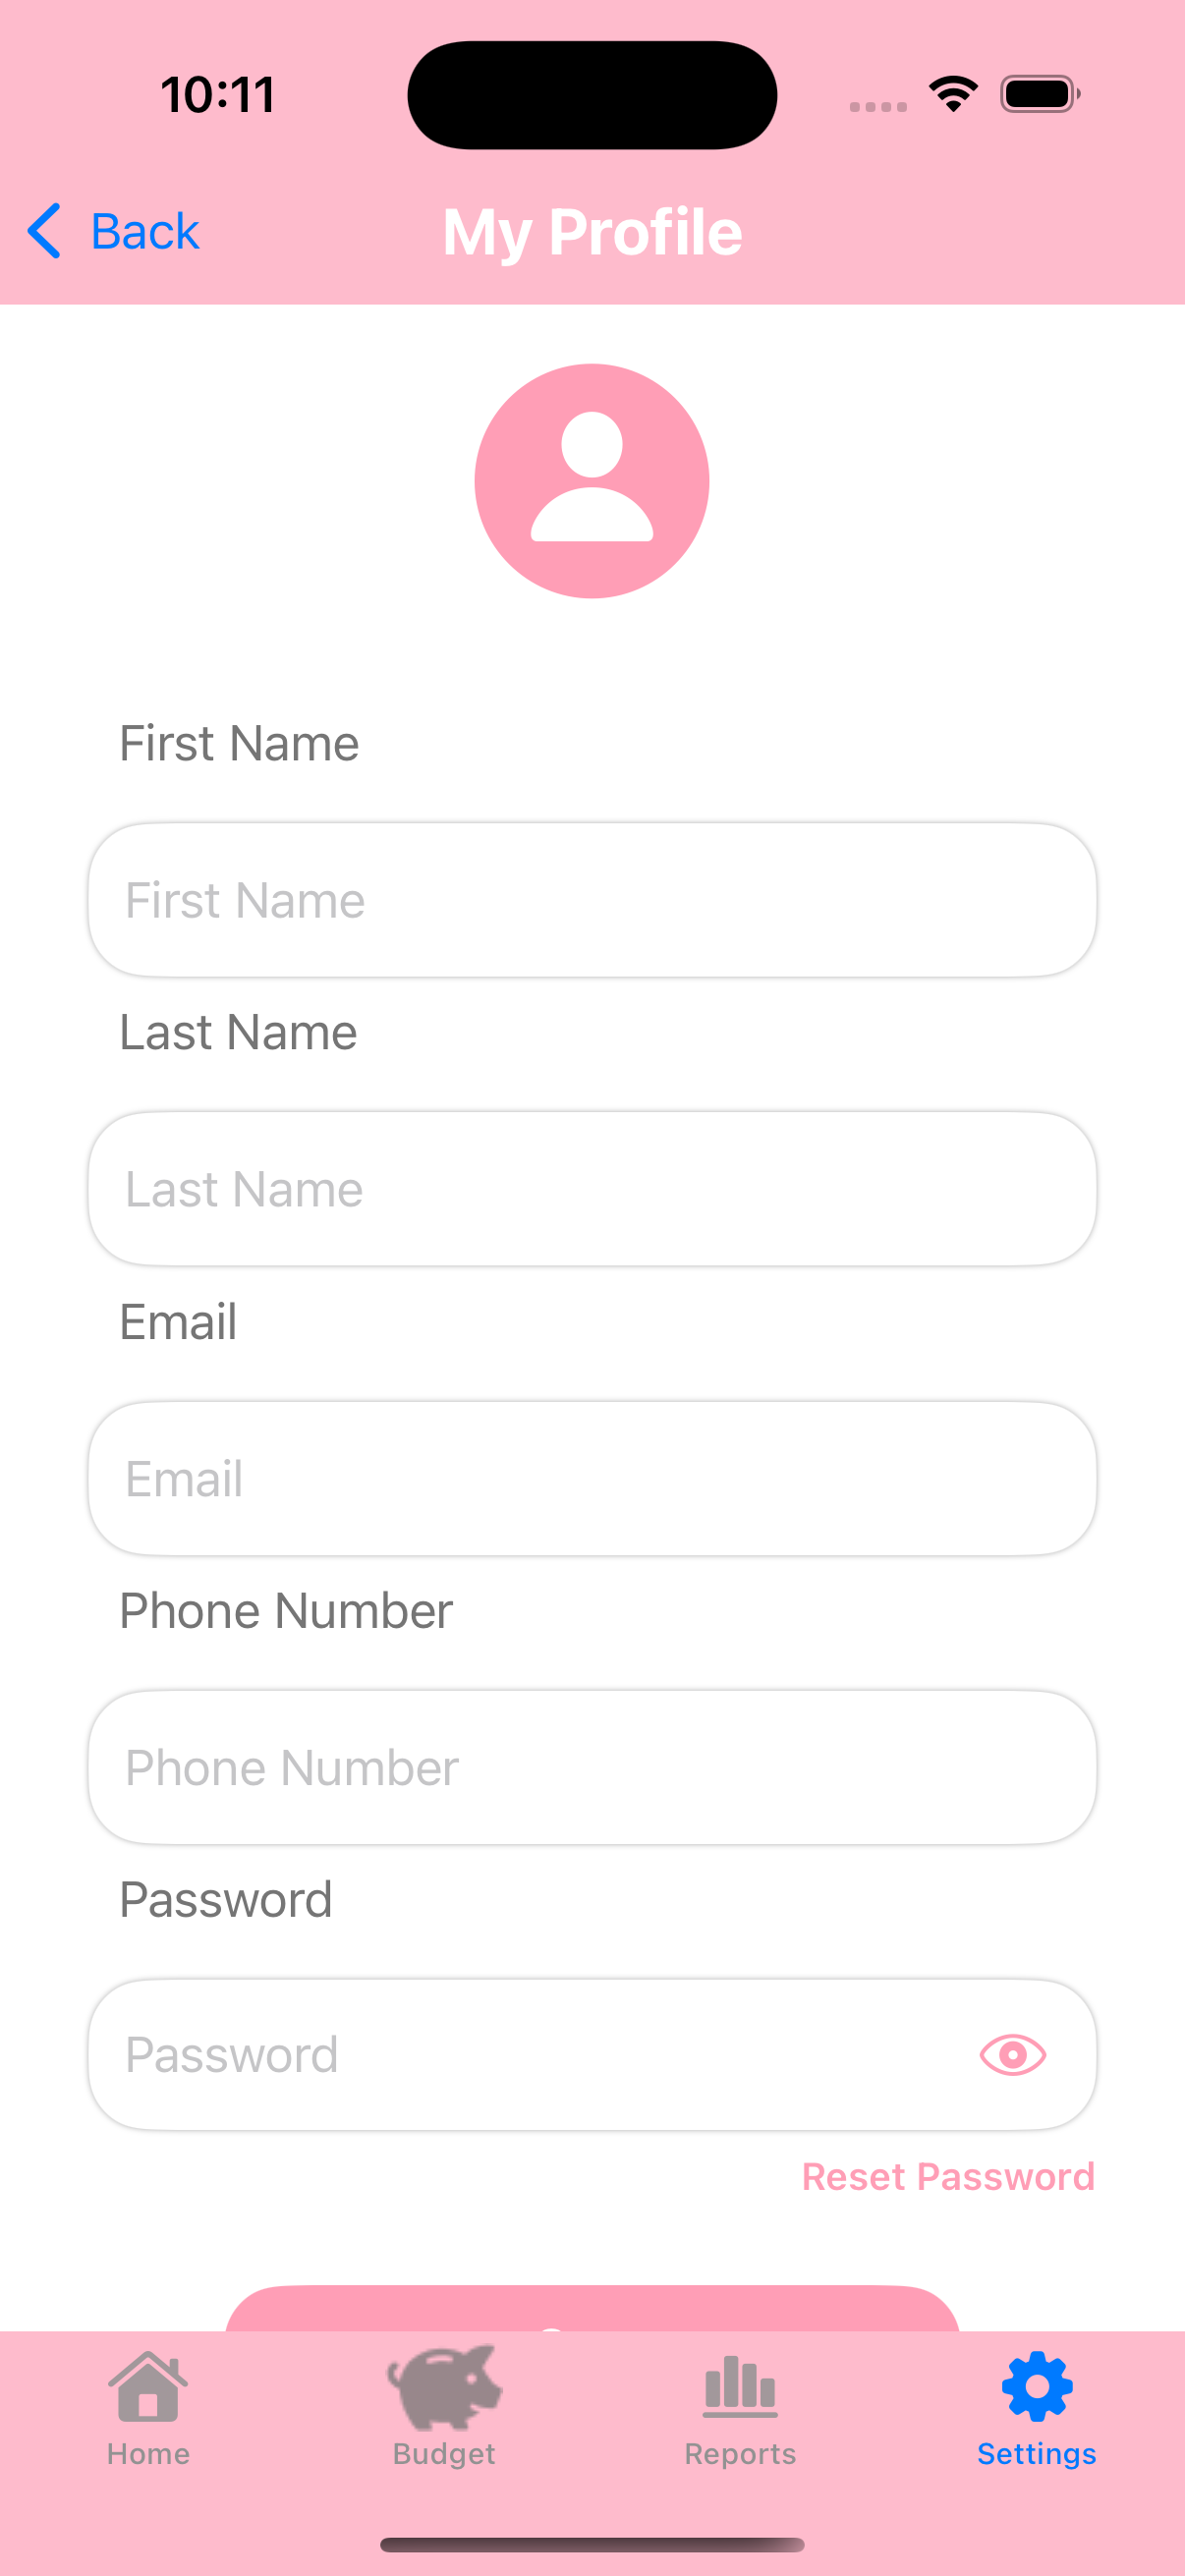 10:11
Back
My Profile
First Name
First Name
Last Name
Last Name
Email
Email
Phone Number
Phone Number
Password
Password
Reset Password
Home
Budget
Reports
Settings